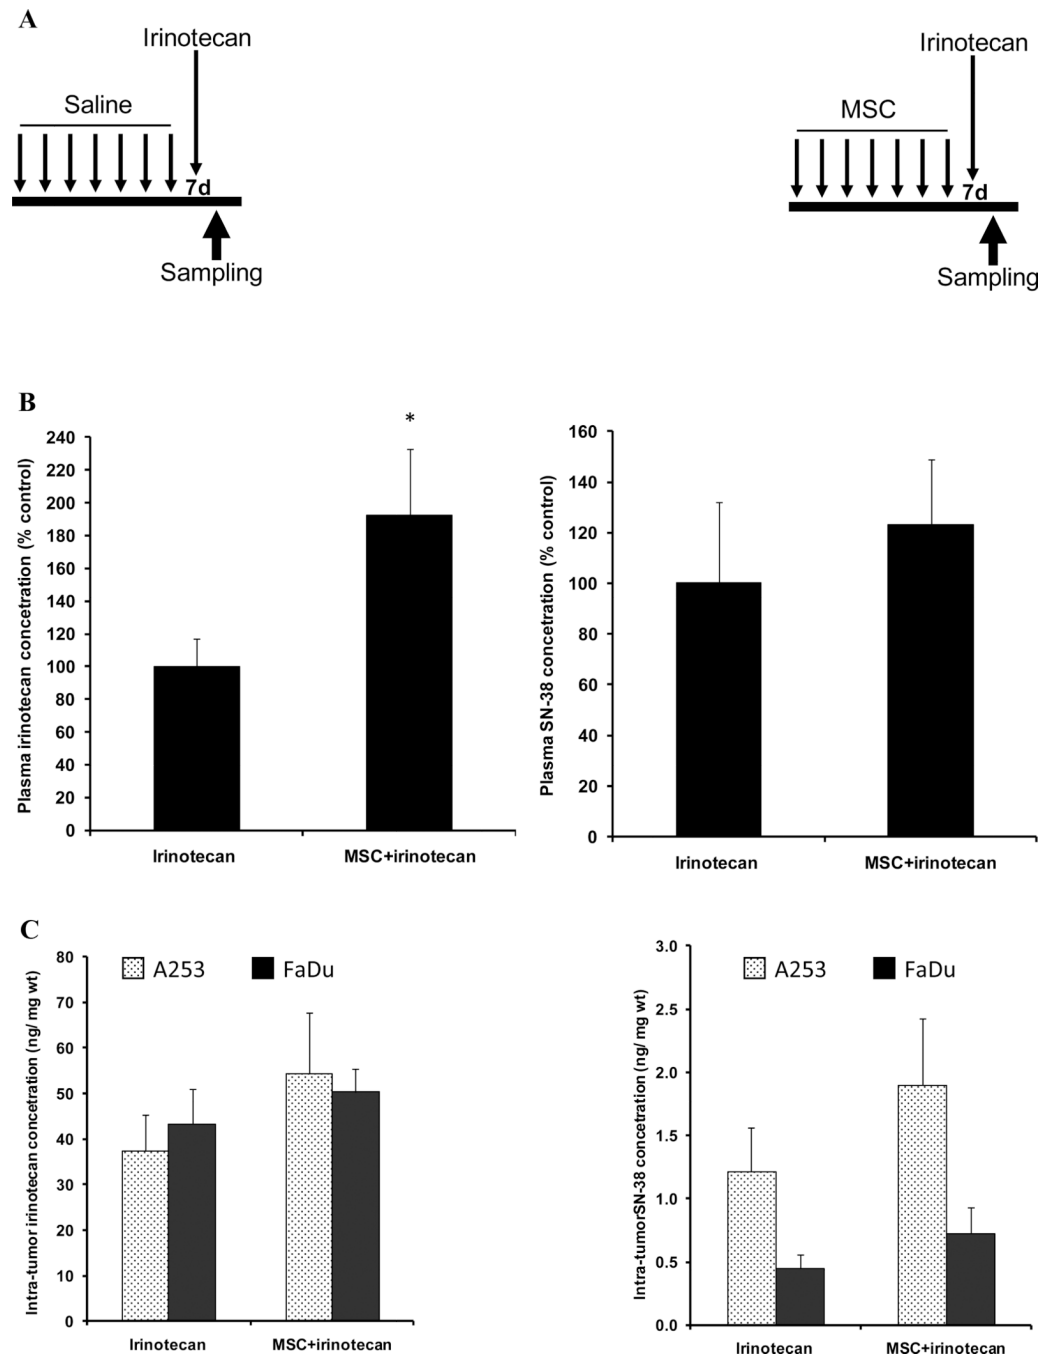 A
Irinotecan
Irinotecan
Saline
MSC
7d
7d
Sampling
Sampling
B
*
Plasma irinotecan concetration (% control)
240
220
200
180
160
140
120
100
80
60
40
20
0
Irinotecan
MSC+irinotecan
Plasma SN-38 concetration (% control)
160
140
120
100
80
60
40
20
0
Irinotecan
MSC+irinotecan
C
Intra-tumor irinotecan concetration (ng/ mg wt)
A253
FaDu
80
70
60
50
40
30
20
10
0
Irinotecan
MSC+irinotecan
Intra-tumorSN-38 concetration (ng/ mg wt)
A253
FaDu
3.0
2.5
2.0
1.5
1.0
0.5
0.0
Irinotecan
MSC+irinotecan